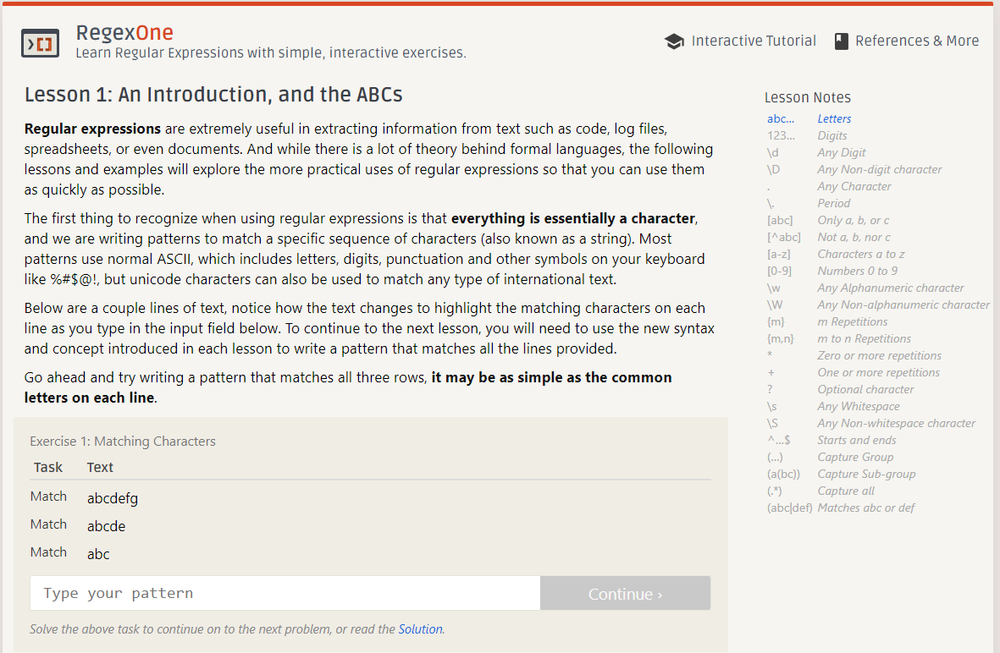 RegexOne
Learn Regular Expressions with simple, interactive exercises.
Interactive Tutorial
References & More
Lesson 1: An Introduction, and the ABCs
Regular expressions are extremely useful in extracting information from text such as code, log files,
spreadsheets, or even documents. And while there is a lot of theory behind formal languages, the following
lessons and examples will explore the more practical uses of regular expressions so that you can use them
as quickly as possible.
The first thing to recognize when using regular expressions is that everything is essentially a character,
and we are writing patterns to match a specific sequence of characters (also known as a string). Most
patterns use normal ASCII, which includes letters, digits, punctuation and other symbols on your keyboard
like %#$@!, but unicode characters can also be used to match any type of international text.
Below are a couple lines of text, notice how the text changes to highlight the matching characters on each
line as you type in the input field below. To continue to the next lesson, you will need to use the new syntax
and concept introduced in each lesson to write a pattern that matches all the lines provided.
Go ahead and try writing a pattern that matches all three rows, it may be as simple as the common
letters on each line.
Exercise 1: Matching Characters
Task Text
Match abcdefg
Match abcde
Match abc
Type your pattern
Continue ›
Solve the above task to continue on to the next problem, or read the Solution.
Lesson Notes
abc... Letters
123... Digits
\d Any Digit
\D Any Non-digit character
. Any Character
\. Period
[abc] Only a, b, or c
[^abc] Not a, b, nor c
[a-z] Characters a to z
[0-9] Numbers 0 to 9
\w Any Alphanumeric character
\W Any Non-alphanumeric character
{m} m Repetitions
{m,n} m to n Repetitions
* Zero or more repetitions
+ One or more repetitions
? Optional character
\s Any Whitespace
\S Any Non-whitespace character
^...$ Starts and ends
(...) Capture Group
(a(bc)) Capture Sub-group
(.*) Capture all
(abc|def) Matches abc or def